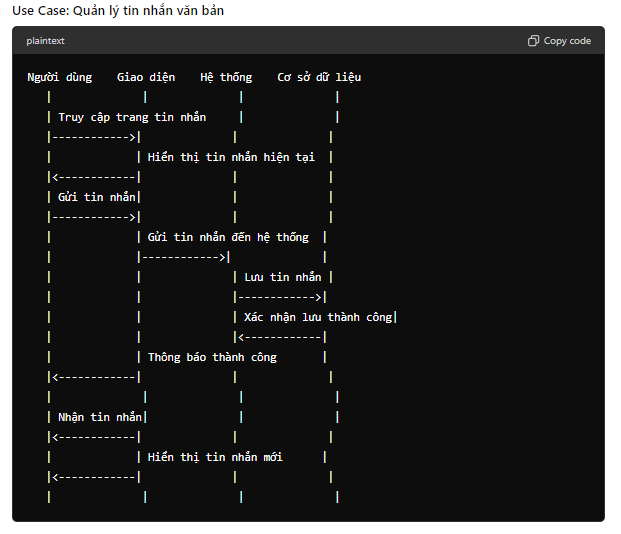 Use Case: Quản lý tin nhắn văn bản
plaintext
Copy code
Người dùng    Giao diện    Hệ thống    Cơ sở dữ liệu
   |              |              |              |
   | Truy cập trang tin nhắn     |              |
   |------------>|              |              |
   |             | Hiển thị tin nhắn hiện tại  |
   |<------------|              |              |
   | Gửi tin nhắn|              |              |
   |------------>|              |              |
   |             | Gửi tin nhắn đến hệ thống  |
   |             |------------>|              |
   |             |             | Lưu tin nhắn |
   |             |             |------------>|
   |             |             | Xác nhận lưu thành công|
   |             |             |<------------|
   |             | Thông báo thành công       |
   |<------------|              |              |
   |              |              |              |
   | Nhận tin nhắn|              |              |
   |<------------|              |              |
   |             | Hiển thị tin nhắn mới      |
   |<------------|              |              |
   |              |              |              |